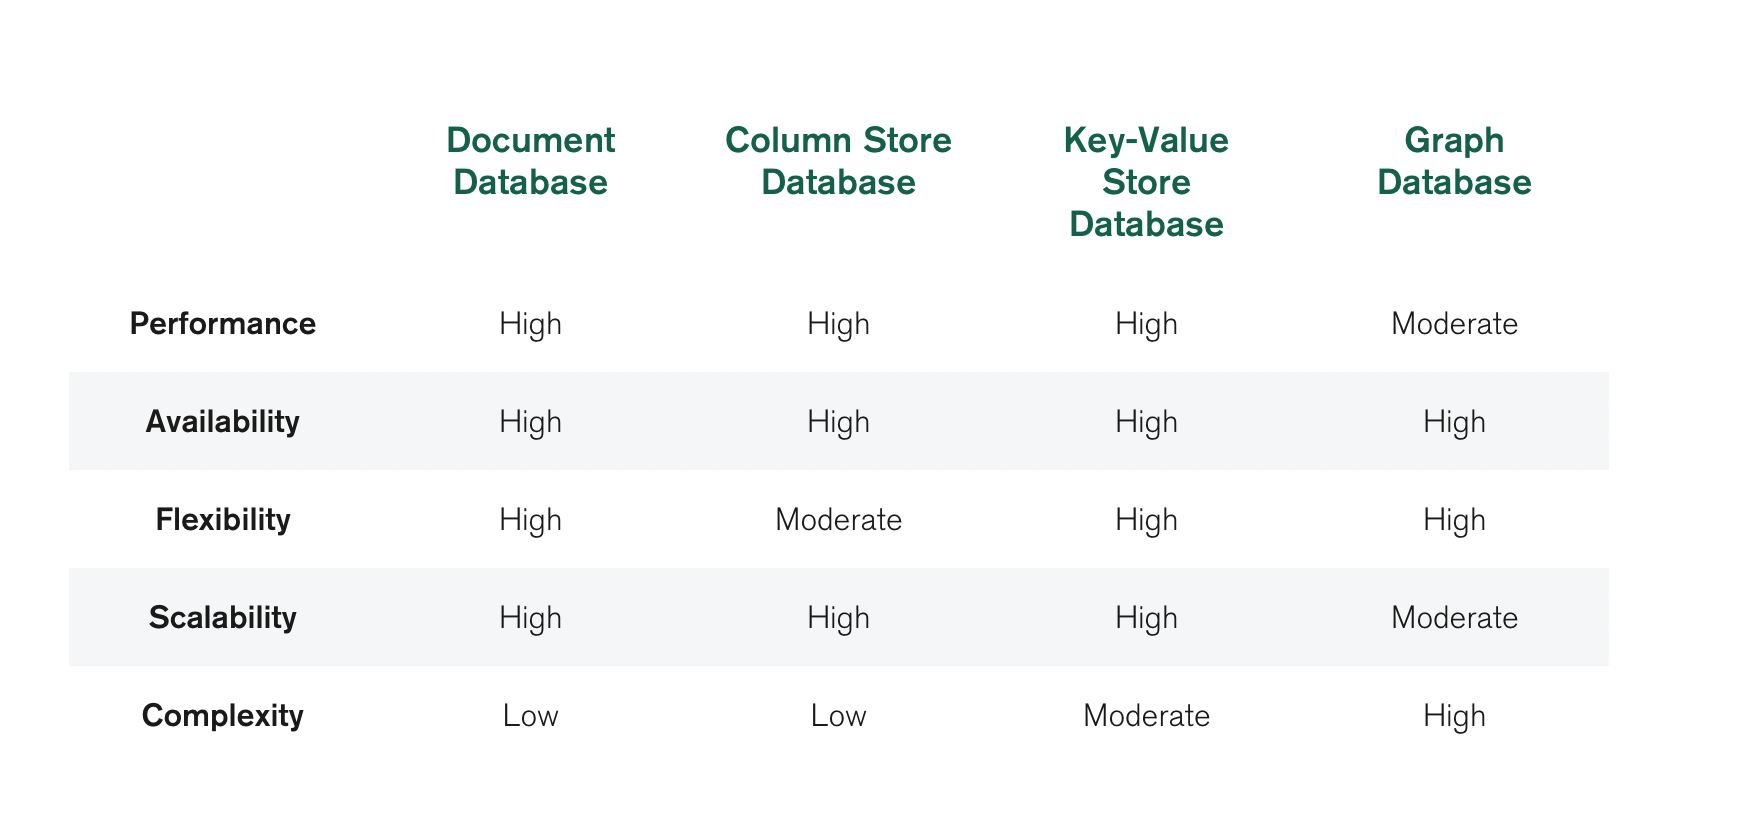 Document Column Store Key-Value Graph
Database Database Store Database
Database
Performance High High High Moderate
Availability High High High High
Flexibility High Moderate High High
Scalability High High High Moderate
Complexity Low Low Moderate High